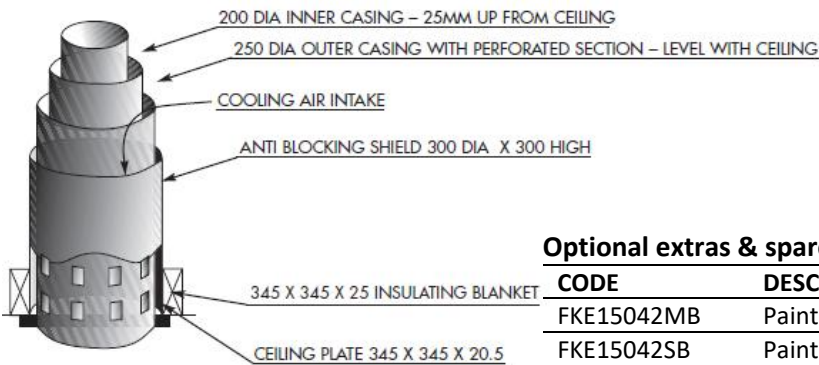 200 DIA INNER CASING – 25MM UP FROM CEILING
250 DIA OUTER CASING WITH PERFORATED SECTION – LEVEL WITH CEILING
COOLING AIR INTAKE
ANTI BLOCKING SHIELD 300 DIA X 300 HIGH
345 X 345 X 25 INSULATING BLANKET
CEILING PLATE 345 X 345 X 20.5
Optional extras & spare
CODE DESC
FKE15042MB Paint
FKE15042SB Paint